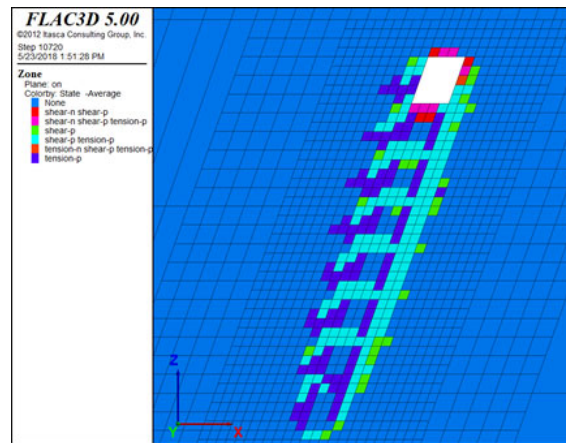 FLAC3D 5.00
©2012 Itasca Consulting Group, Inc.
Step 10720
5/23/2018 1:51:28 PM
Zone
Plane: on
Colorby: State -Average
None
shear-n shear-p
shear-n shear-p tension-p
shear-p
shear-p tension-p
tension-n shear-p tension-p
tension-p
Z
Y
X